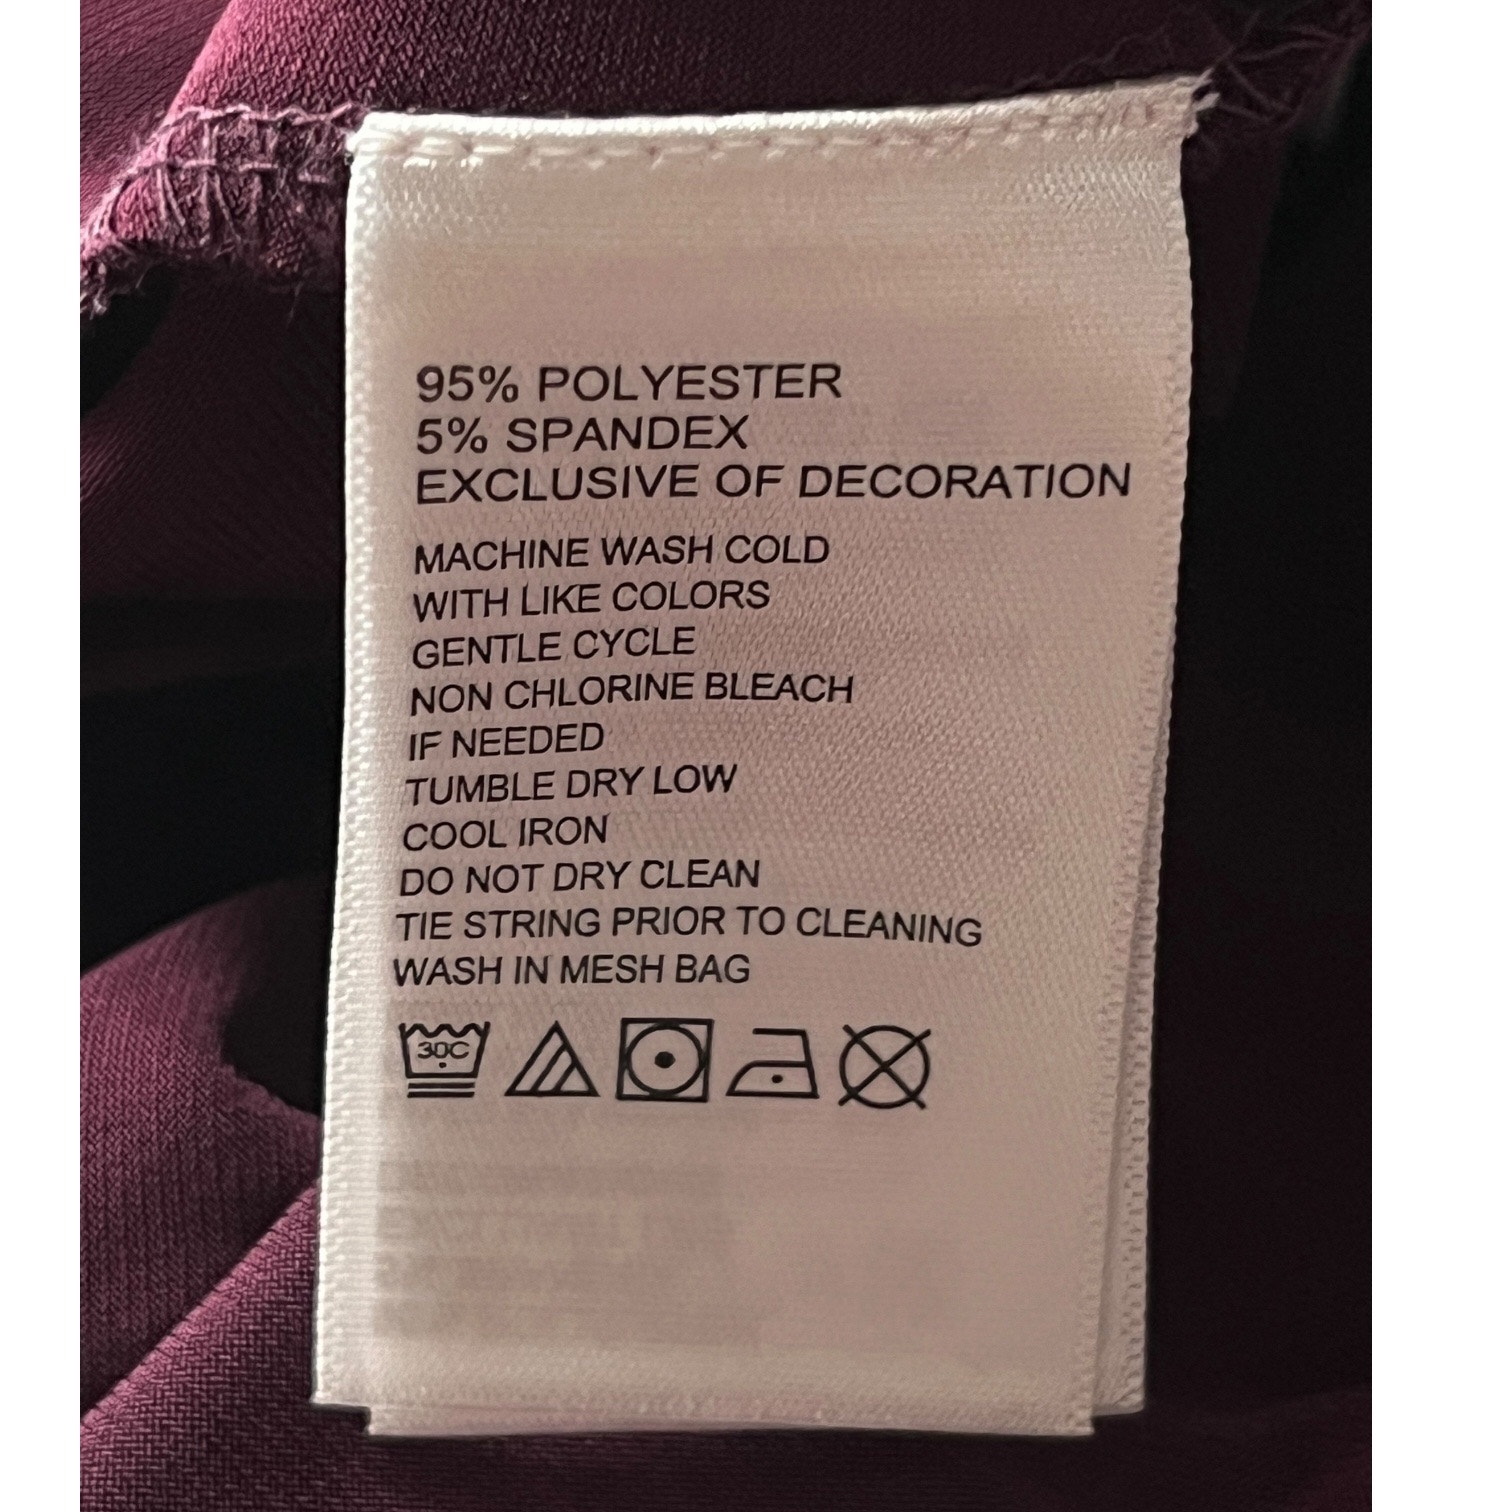 95% POLYESTER
5% SPANDEX
EXCLUSIVE OF DECORATION
MACHINE WASH COLD
WITH LIKE COLORS
GENTLE CYCLE
NON CHLORINE BLEACH
IF NEEDED
TUMBLE DRY LOW
COOL IRON
DO NOT DRY CLEAN
TIE STRING PRIOR TO CLEANING
WASH IN MESH BAG
30C